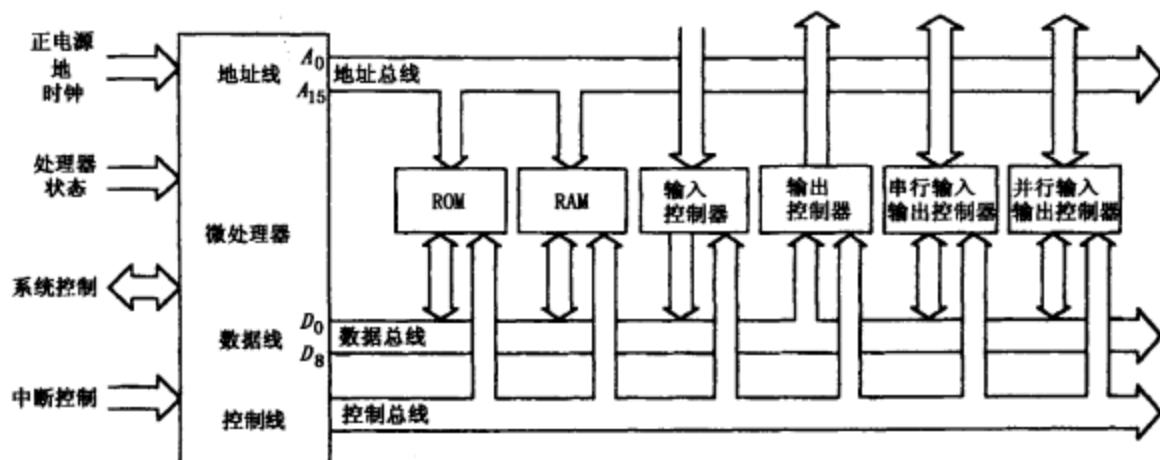 正电源
地
时钟
处理器
状态
系统控制
中断控制
地址线
微处理器
数据线
控制线
A0
A15
地址总线
ROM
RAM
输入
控制器
输出
控制器
串行输入
输出控制器
并行输入
输出控制器
D0
D8
数据总线
控制总线